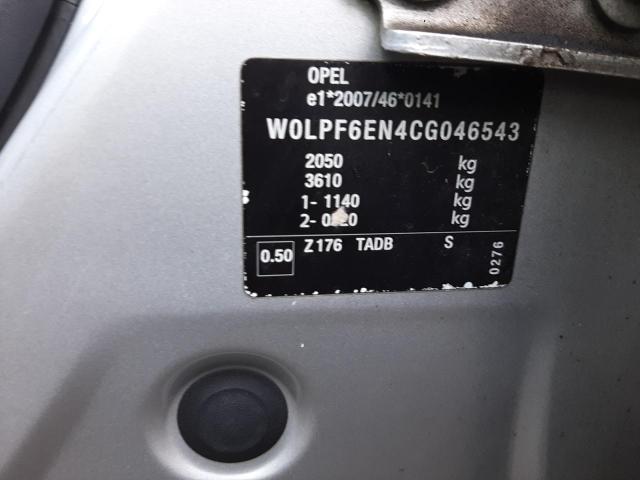 OPEL
e1*2007/46*0141
W0LPF6EN4CG046543
2050 kg
3610 kg
1- 1140 kg
2- kg
0.50 Z176 TADB S
0276